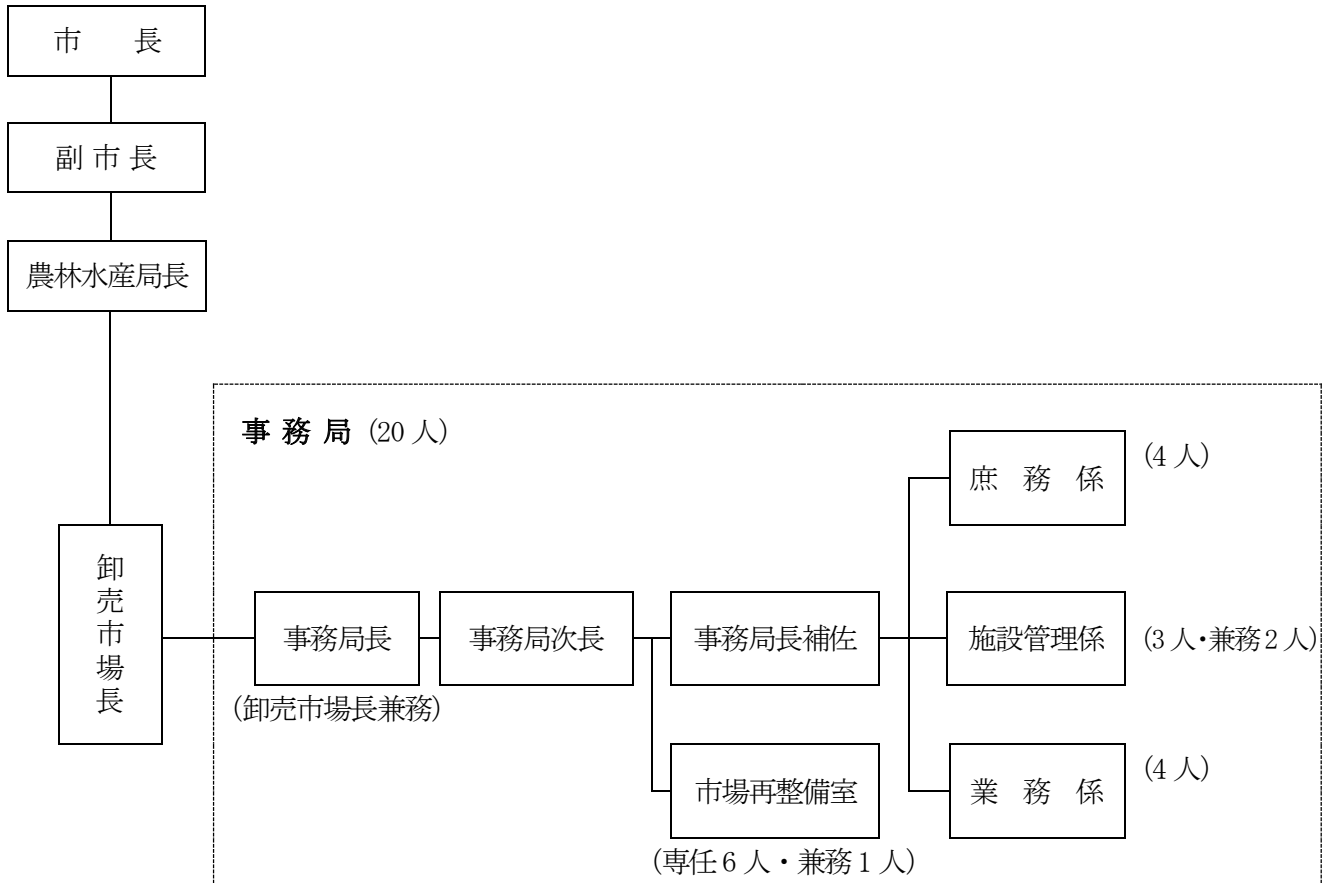 市　長
副 市 長
農林水産局長
事 務 局 (20 人)
卸売市場長
事務局長
(卸売市場長兼務)
事務局次長
事務局長補佐
市場再整備室
(専任 6 人・兼務 1 人)
庶 務 係
(4 人)
施設管理係
(3 人・兼務 2 人)
業 務 係
(4 人)